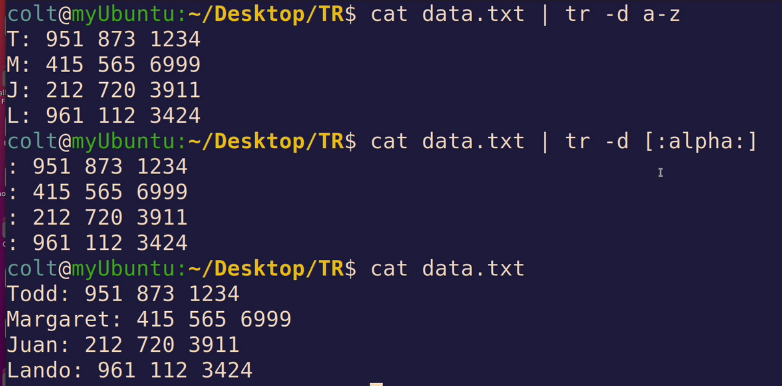 colt@myUbuntu:~/Desktop/TR$ cat data.txt | tr -d a-z
T: 951 873 1234
M: 415 565 6999
J: 212 720 3911
L: 961 112 3424
colt@myUbuntu:~/Desktop/TR$ cat data.txt | tr -d [:alpha:]
: 951 873 1234
: 415 565 6999
: 212 720 3911
: 961 112 3424
colt@myUbuntu:~/Desktop/TR$ cat data.txt
Todd: 951 873 1234
Margaret: 415 565 6999
Juan: 212 720 3911
Lando: 961 112 3424